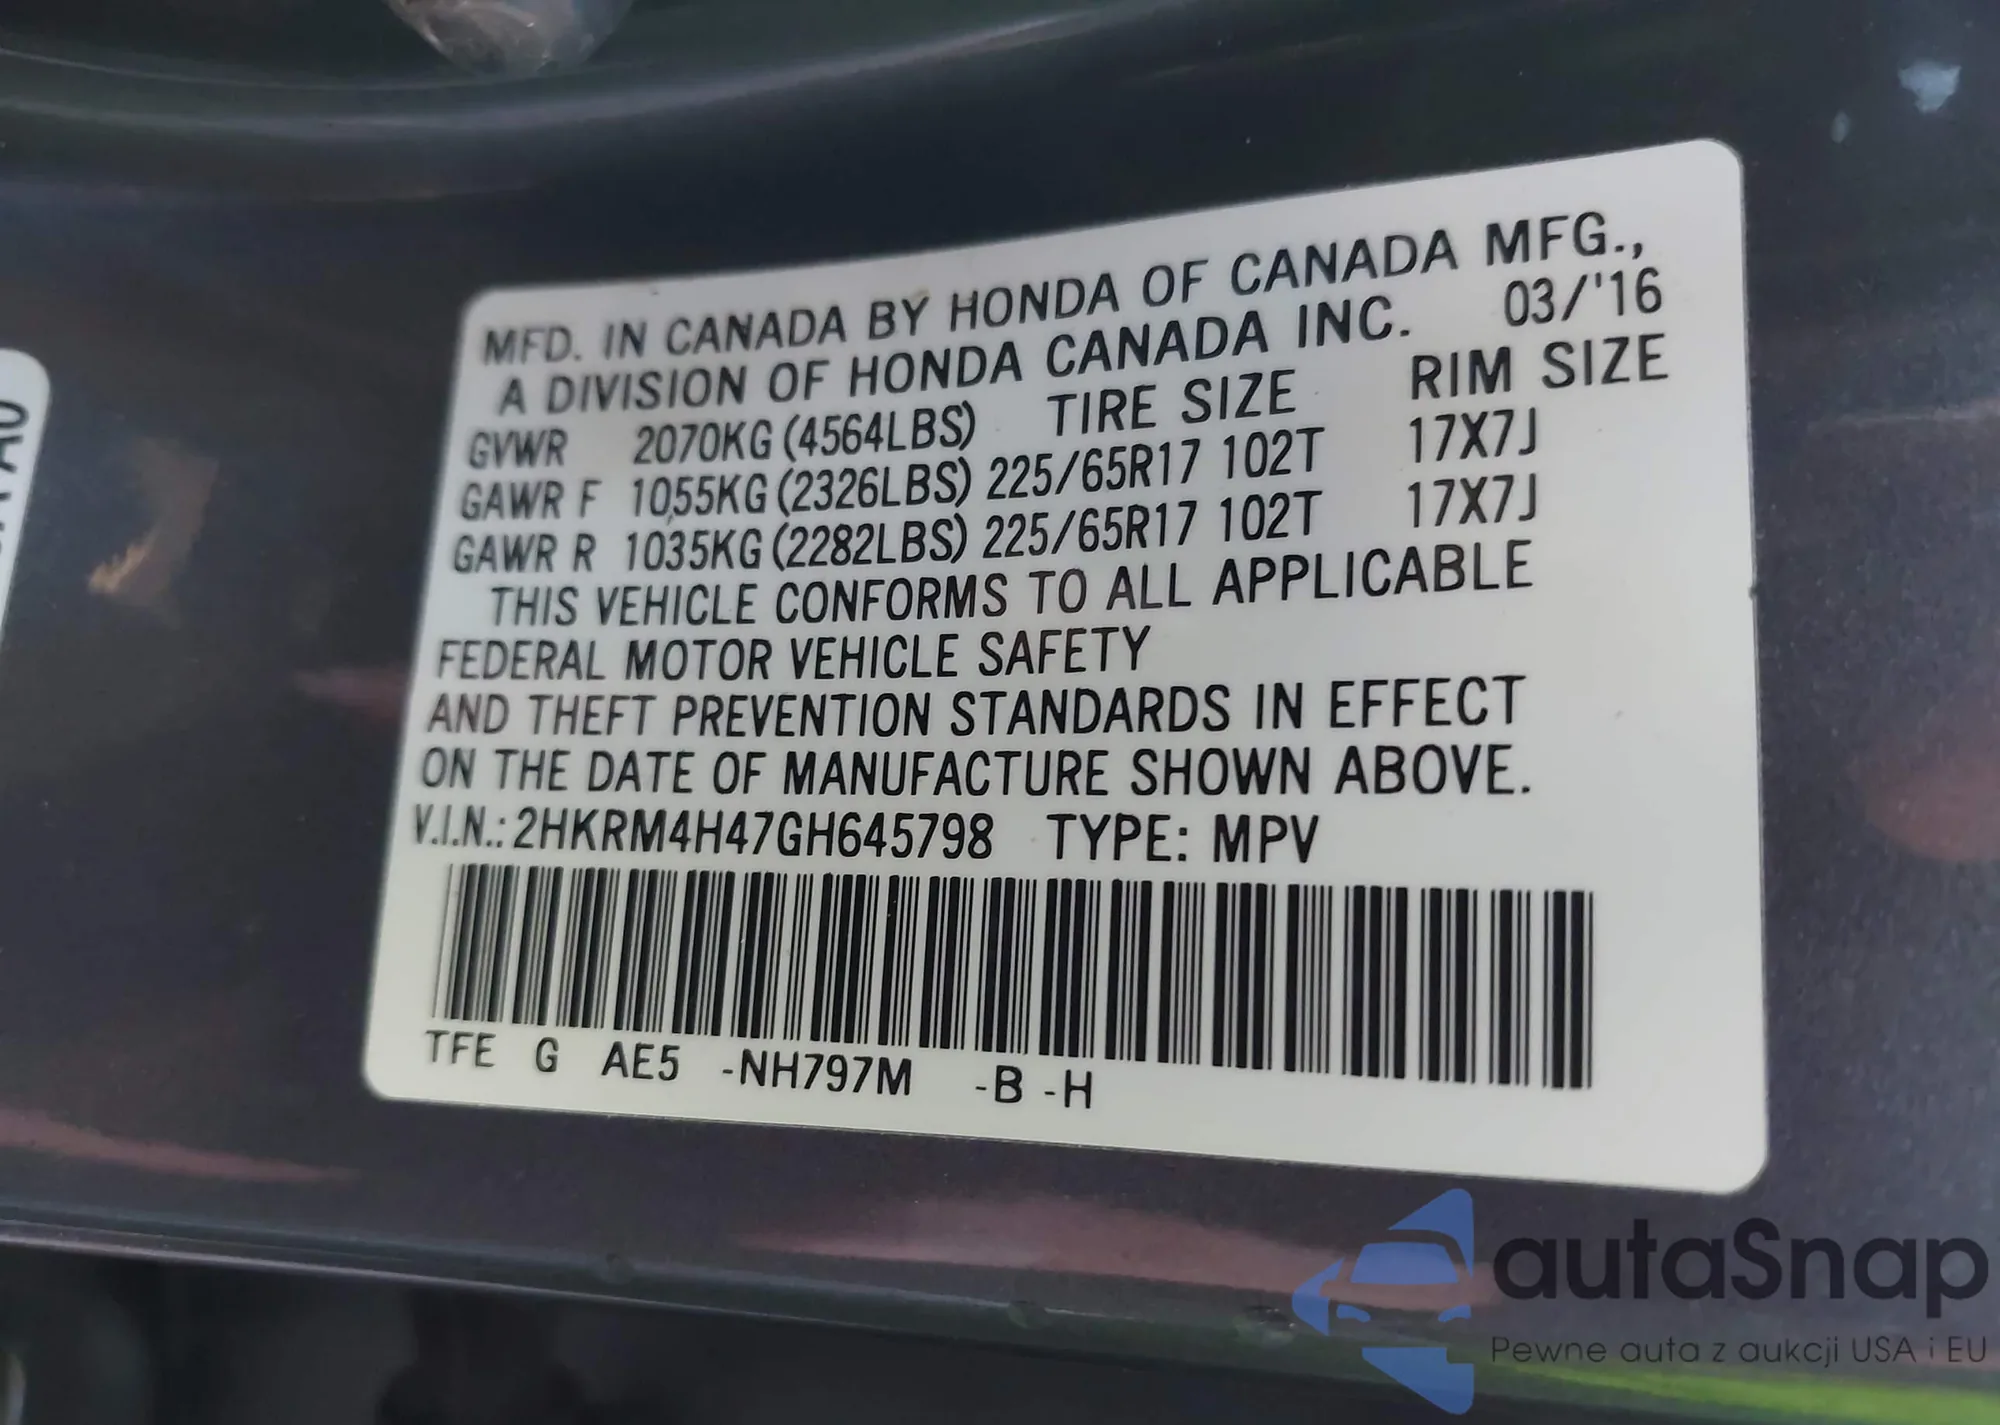 MFD. IN CANADA BY HONDA OF CANADA MFG.,
A DIVISION OF HONDA CANADA INC. 03/'16
GVWR 2070KG (4564LBS) TIRE SIZE RIM SIZE
GAWR F 1055KG (2326LBS) 225/65R17 102T 17X7J
GAWR R 1035KG (2282LBS) 225/65R17 102T 17X7J
THIS VEHICLE CONFORMS TO ALL APPLICABLE
FEDERAL MOTOR VEHICLE SAFETY
AND THEFT PREVENTION STANDARDS IN EFFECT
ON THE DATE OF MANUFACTURE SHOWN ABOVE.
V.I.N.: 2HKRM4H47GH645798 TYPE: MPV
TFE G AE5 -NH797M -B -H
autaSnap
Pewne auta z aukcji USA i EU